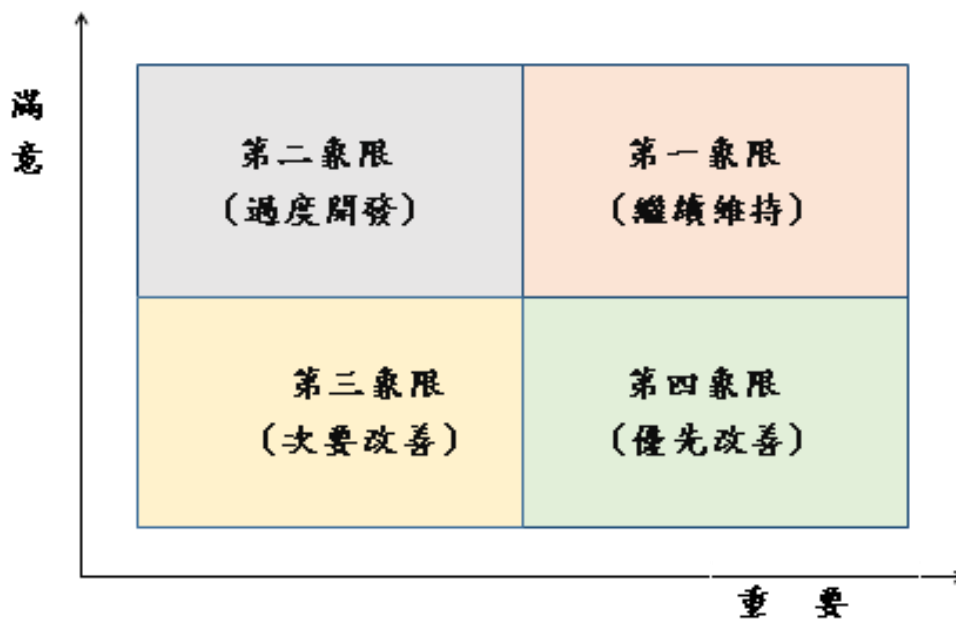 滿
意
第二象限
(過度開發)
第一象限
(繼續維持)
第三象限
(次要改善)
第四象限
(優先改善)
重 要